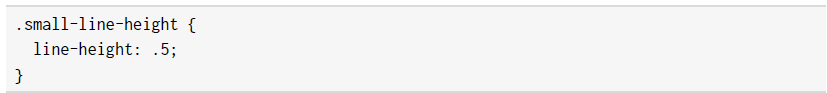 .small-line-height {
  line-height: .5;
}